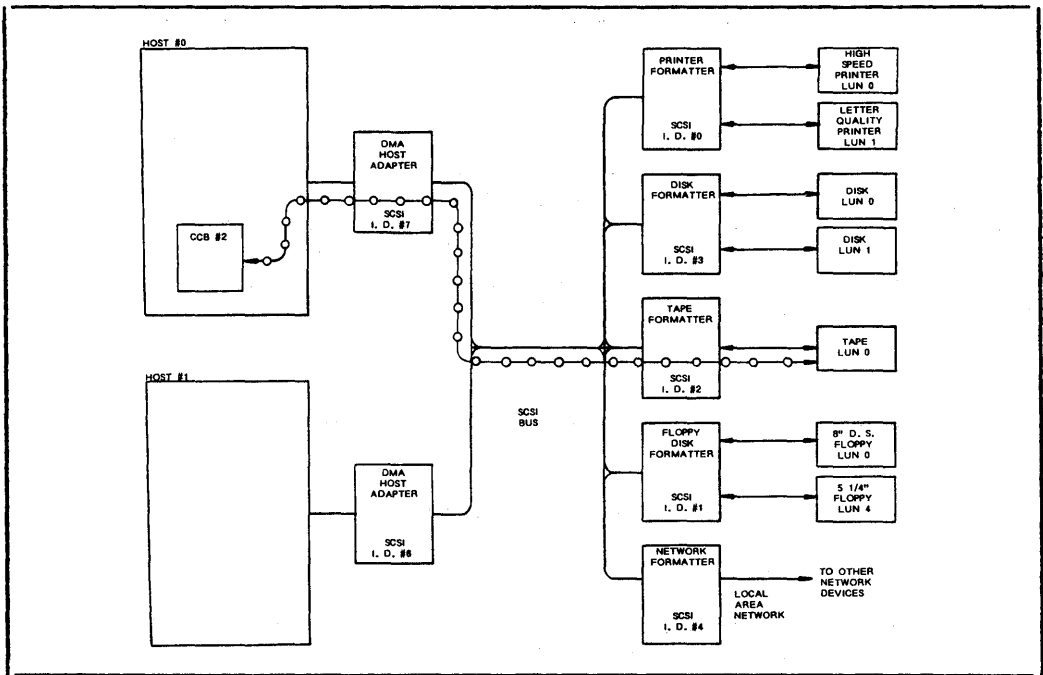 HOST #0
CCB #2
DMA
HOST
ADAPTER
SCSI
I. D. #7
HOST #1
DMA
HOST
ADAPTER
SCSI
I. D. #6
SCSI
BUS
PRINTER
FORMATTER
SCSI
I. D. #0
HIGH
SPEED
PRINTER
LUN 0
LETTER
QUALITY
PRINTER
LUN 1
DISK
FORMATTER
SCSI
I. D. #3
DISK
LUN 0
DISK
LUN 1
TAPE
FORMATTER
SCSI
I. D. #2
TAPE
LUN 0
FLOPPY
DISK
FORMATTER
SCSI
I. D. #1
8" D. S.
FLOPPY
LUN 0
5 1/4"
FLOPPY
LUN 4
NETWORK
FORMATTER
SCSI
I. D. #4
LOCAL
AREA
NETWORK
TO OTHER
NETWORK
DEVICES